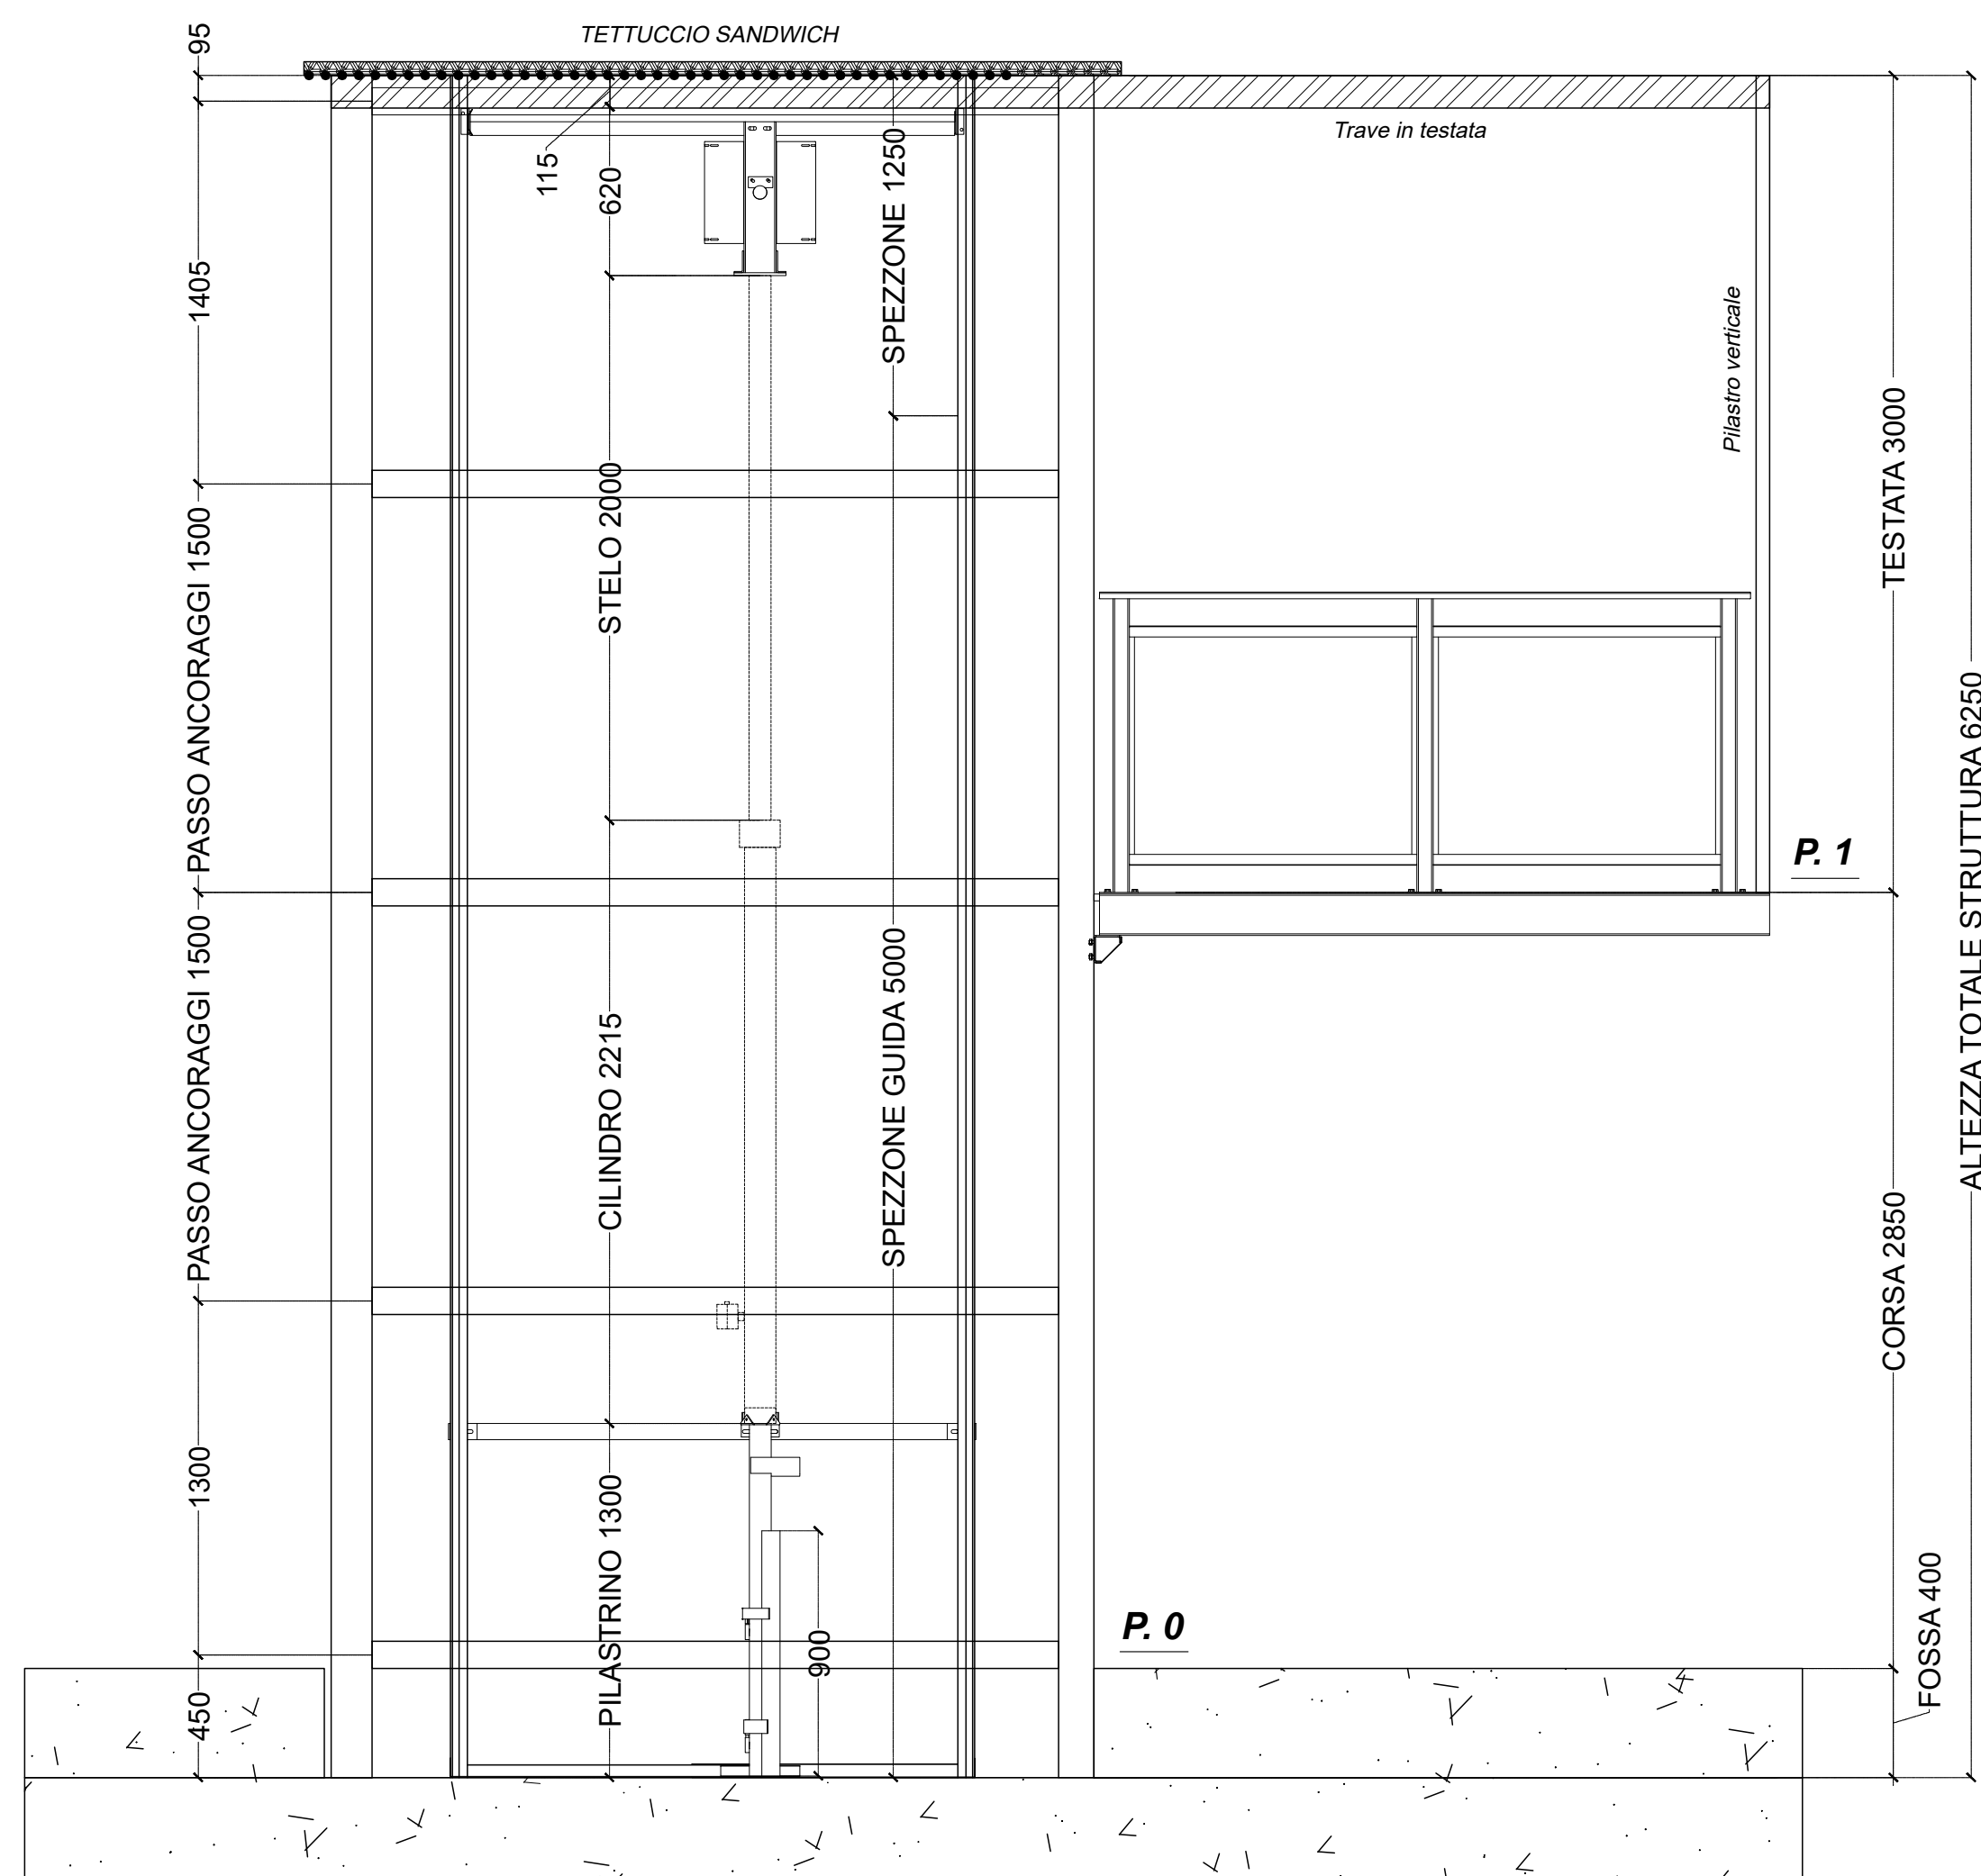 TETTUCCIO SANDWICH
95
1405
PASSO ANCORAGGI 1500
PASSO ANCORAGGI 1500
1300
450
115
620
STELO 2000
CILINDRO 2215
PILASTRINO 1300
900
SPEZZONE 1250
SPEZZONE GUIDA 5000
Trave in testata
Pilastro verticale
P. 1
P. 0
TESTATA 3000
CORSA 2850
FOSSA 400
ALTEZZA TOTALE STRUTTURA 6250